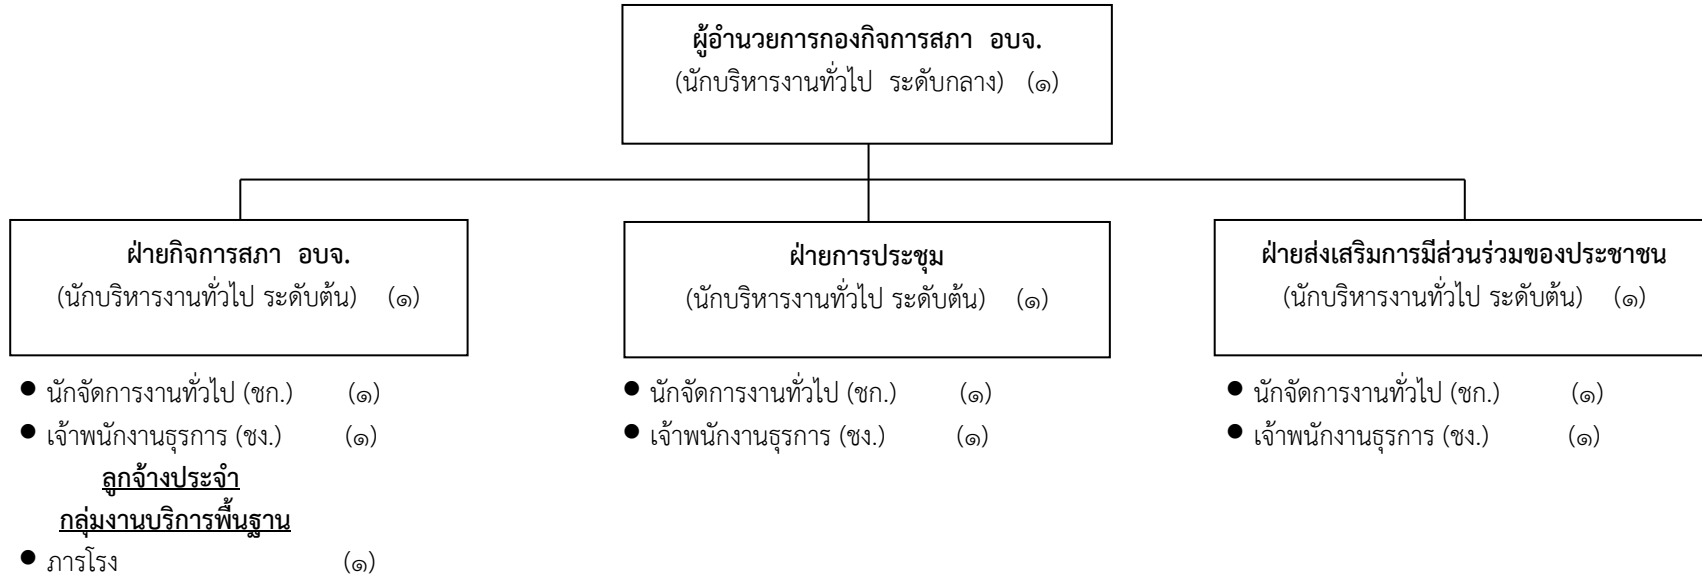 ผู้อำนวยการกองกิจการสภา อบจ.
(นักบริหารงานทั่วไป ระดับกลาง) (๑)
ฝ่ายกิจการสภา อบจ.
(นักบริหารงานทั่วไป ระดับต้น) (๑)
● นักจัดการงานทั่วไป (ชก.) (๑)
● เจ้าพนักงานธุรการ (ชง.) (๑)
ลูกจ้างประจำ
กลุ่มงานบริการพื้นฐาน
● ภารโรง (๑)
ฝ่ายการประชุม
(นักบริหารงานทั่วไป ระดับต้น) (๑)
● นักจัดการงานทั่วไป (ชก.) (๑)
● เจ้าพนักงานธุรการ (ชง.) (๑)
ฝ่ายส่งเสริมการมีส่วนร่วมของประชาชน
(นักบริหารงานทั่วไป ระดับต้น) (๑)
● นักจัดการงานทั่วไป (ชก.) (๑)
● เจ้าพนักงานธุรการ (ชง.) (๑)